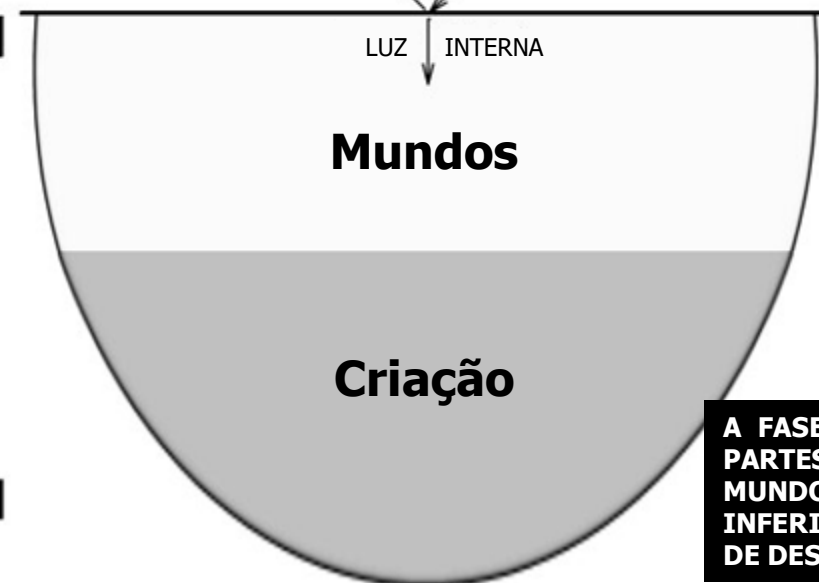 LUZ INTERNA
Mundos
Criação
A FASE
PARTES
MUNDO
INFERI
DE DES